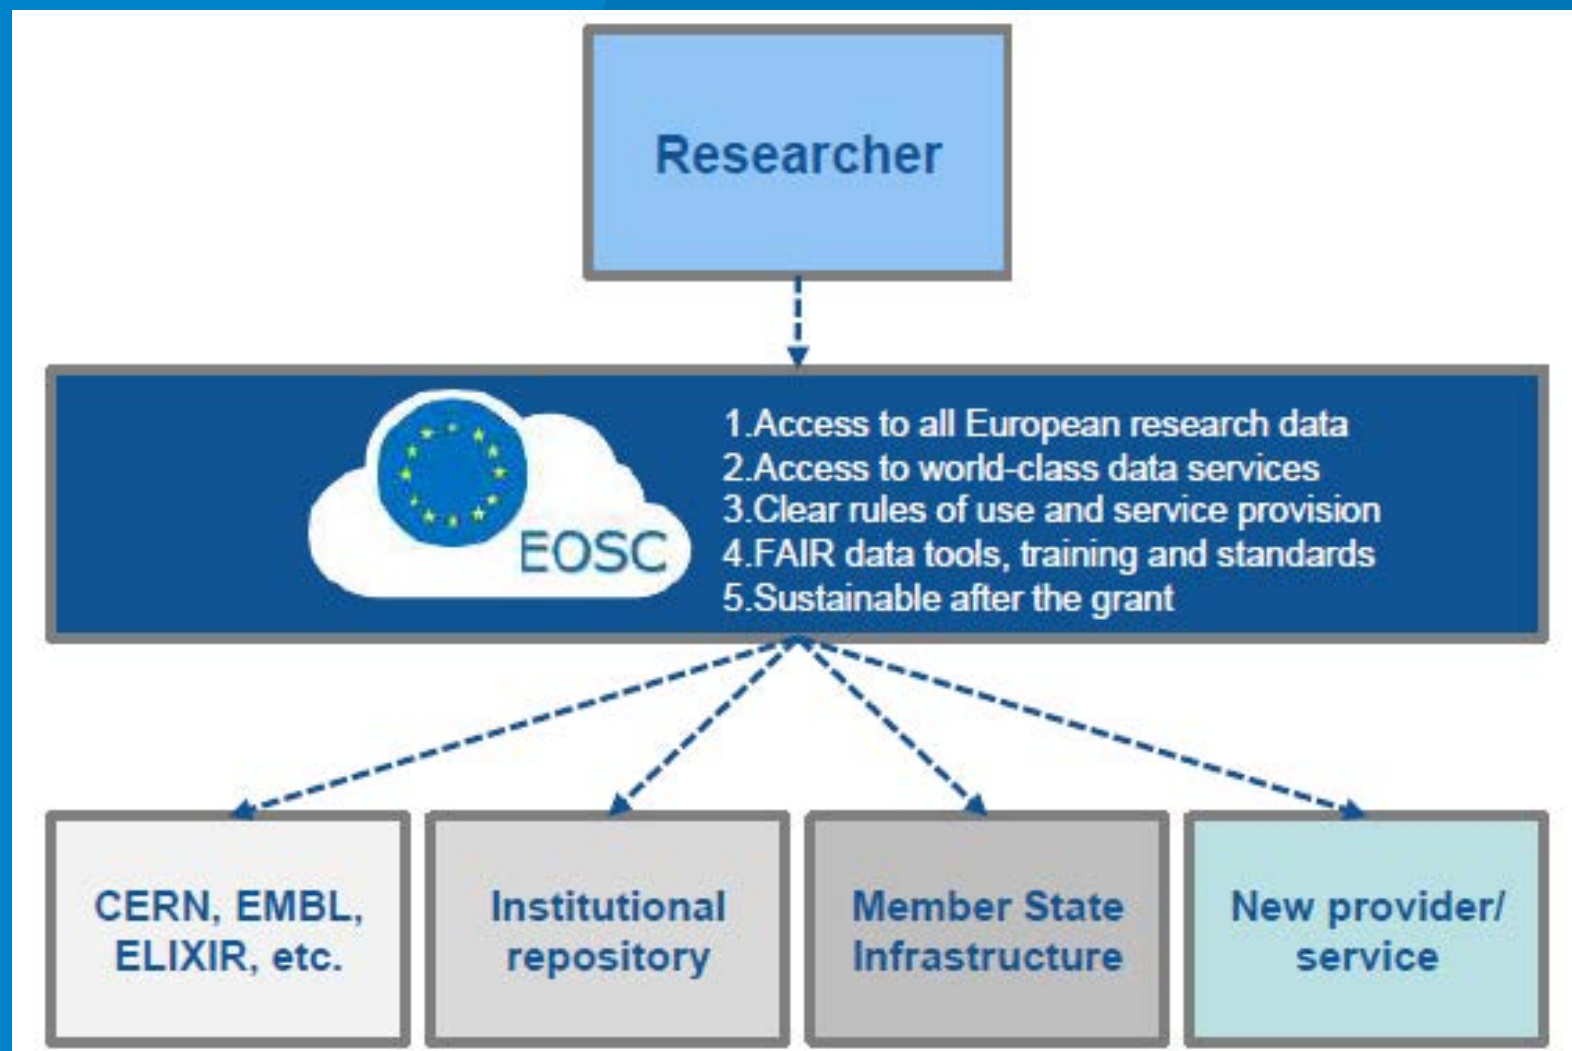 Researcher
EOSC
1.Access to all European research data
2.Access to world-class data services
3.Clear rules of use and service provision
4.FAIR data tools, training and standards
5.Sustainable after the grant
CERN, EMBL,
ELIXIR, etc.
Institutional
repository
Member State
Infrastructure
New provider/
service